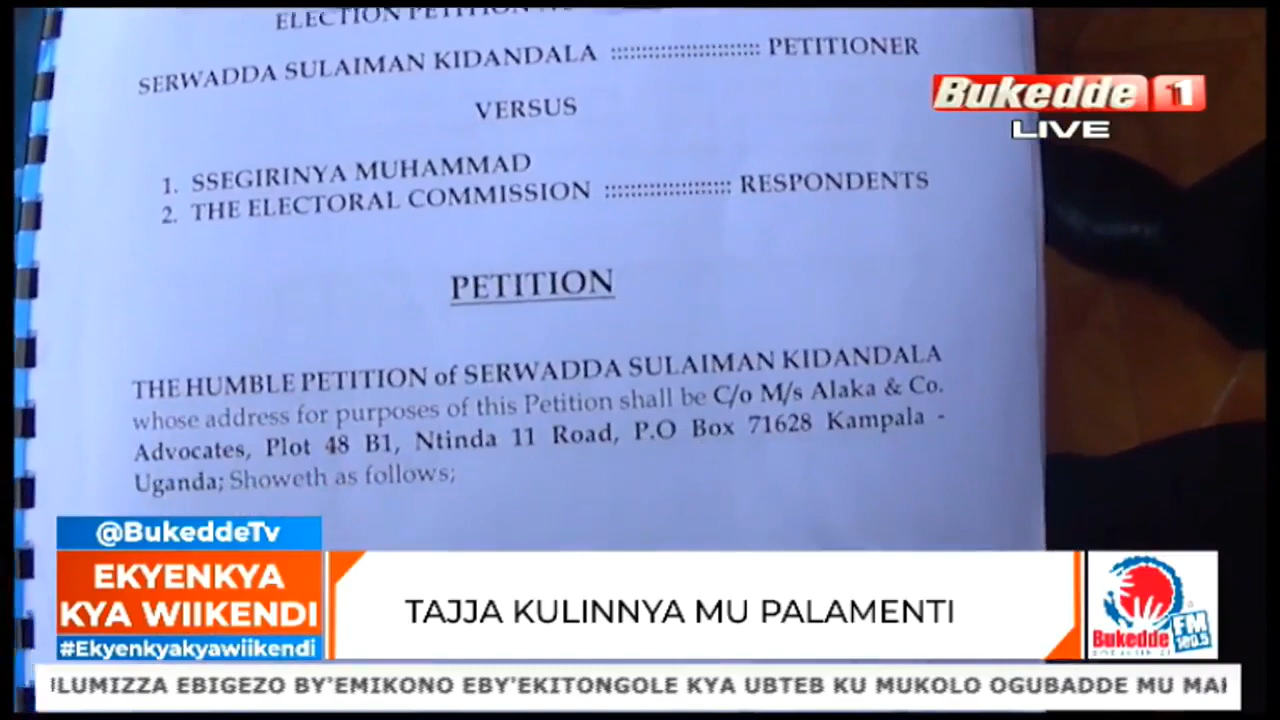 ELECTION PETITION
SERWADDA SULAIMAN KIDANDALA :::::::::::::::::::::::: PETITIONER
VERSUS
1. SSEGIRINYA MUHAMMAD
2. THE ELECTORAL COMMISSION :::::::::::::::::::: RESPONDENTS
PETITION
THE HUMBLE PETITION of SERWADDA SULAIMAN KIDANDALA
whose address for purposes of this Petition shall be C/o M/s Alaka & Co.
Advocates, Plot 48 B1, Ntinda 11 Road, P.O Box 71628 Kampala -
Uganda; Showeth as follows;
Bukedde 1
LIVE
@BukeddeTv
EKYENKYA
KYA WIIKENDI
#Ekyenkyakyawiikendi
TAJJA KULINNYA MU PALAMENTI
Bukedde
FM
100.5
ULUMIZZA EBIGEZO BY'EMIKONO EBY'EKITONGOLE KYA UBTEB KU MUKOLO OGUBADDE MU